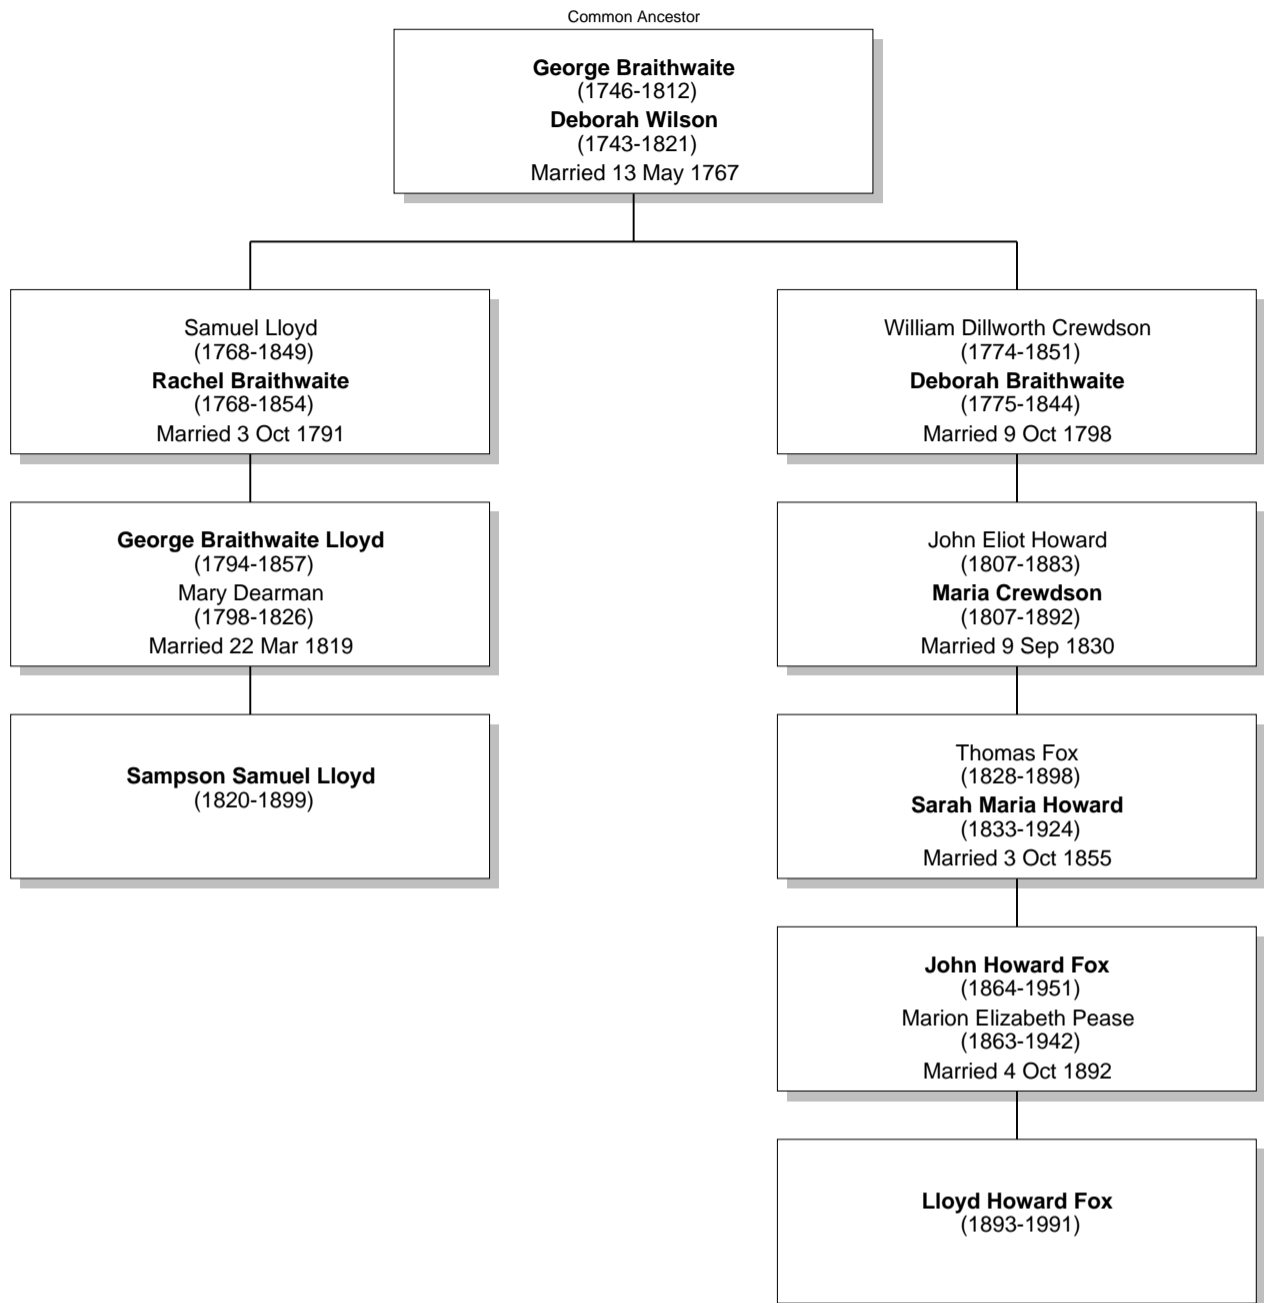 Common Ancestor
George Braithwaite
(1746-1812)
Deborah Wilson
(1743-1821)
Married 13 May 1767
Samuel Lloyd
(1768-1849)
Rachel Braithwaite
(1768-1854)
Married 3 Oct 1791
William Dillworth Crewdson
(1774-1851)
Deborah Braithwaite
(1775-1844)
Married 9 Oct 1798
George Braithwaite Lloyd
(1794-1857)
Mary Dearman
(1798-1826)
Married 22 Mar 1819
John Eliot Howard
(1807-1883)
Maria Crewdson
(1807-1892)
Married 9 Sep 1830
Sampson Samuel Lloyd
(1820-1899)
Thomas Fox
(1828-1898)
Sarah Maria Howard
(1833-1924)
Married 3 Oct 1855
John Howard Fox
(1864-1951)
Marion Elizabeth Pease
(1863-1942)
Married 4 Oct 1892
Lloyd Howard Fox
(1893-1991)